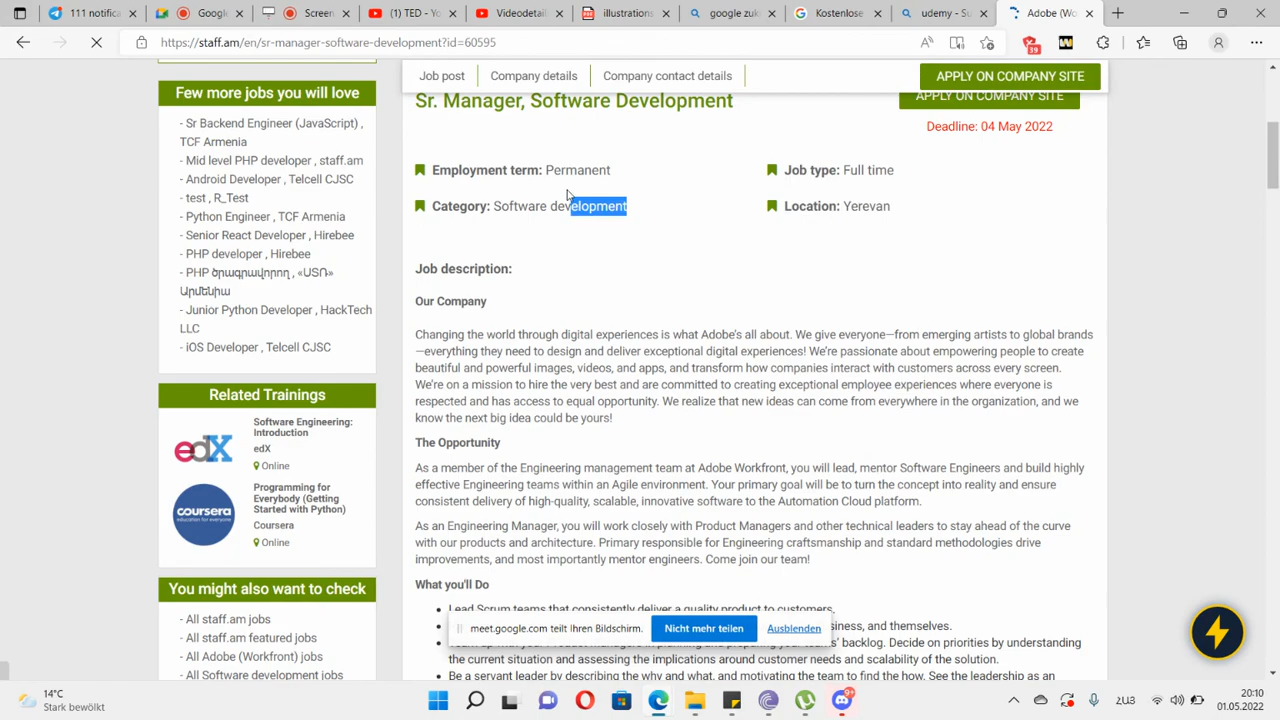 111 notifica
Google
Screen
(1) TED - Yo
Videodetail
illustrations
google zuk
Kostenlose
udemy - Su
Adobe (Wo
https://staff.am/en/sr-manager-software-development?id=60595
39
Job post
Company details
Company contact details
APPLY ON COMPANY SITE
Few more jobs you will love
- Sr Backend Engineer (JavaScript) ,
TCF Armenia
- Mid level PHP developer , staff.am
- Android Developer , Telcell CJSC
- test , R_Test
- Python Engineer , TCF Armenia
- Senior React Developer , Hirebee
- PHP developer , Hirebee
- PHP ծրագրավորող , «ՍՏՌ»
Արմենիա
- Junior Python Developer , HackTech
LLC
- iOS Developer , Telcell CJSC
Related Trainings
edX
Software Engineering:
Introduction
edX
Online
coursera
education for everyone
Programming for
Everybody (Getting
Started with Python)
Coursera
Online
You might also want to check
- All staff.am jobs
- All staff.am featured jobs
- All Adobe (Workfront) jobs
- All Software development jobs
Sr. Manager, Software Development
APPLY ON COMPANY SITE
Deadline: 04 May 2022
Employment term: Permanent
Job type: Full time
Category: Software development
Location: Yerevan
Job description:
Our Company
Changing the world through digital experiences is what Adobe's all about. We give everyone—from emerging artists to global brands
—everything they need to design and deliver exceptional digital experiences! We're passionate about empowering people to create
beautiful and powerful images, videos, and apps, and transform how companies interact with customers across every screen.
We're on a mission to hire the very best and are committed to creating exceptional employee experiences where everyone is
respected and has access to equal opportunity. We realize that new ideas can come from everywhere in the organization, and we
know the next big idea could be yours!
The Opportunity
As a member of the Engineering management team at Adobe Workfront, you will lead, mentor Software Engineers and build highly
effective Engineering teams within an Agile environment. Your primary goal will be to turn the concept into reality and ensure
consistent delivery of high-quality, scalable, innovative software to the Automation Cloud platform.
As an Engineering Manager, you will work closely with Product Managers and other technical leaders to stay ahead of the curve
with our products and architecture. Primary responsible for Engineering craftsmanship and standard methodologies drive
improvements, and most importantly mentor engineers. Come join our team!
What you'll Do
Lead Scrum teams that consistently deliver a quality product to customers.
siness, and themselves.
backlog. Decide on priorities by understanding
the current situation and assessing the implications around customer needs and scalability of the solution.
Be a servant leader by describing the why and what, and motivating the team to find the how. See the leadership as an
meet.google.com teilt Ihren Bildschirm.
Nicht mehr teilen
Ausblenden
14°C
Stark bewölkt
9+
ՀԱՅ
20:10
01.05.2022